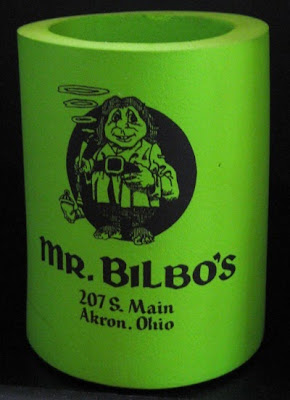 MR. BILBO'S
207 S. Main
Akron, Ohio